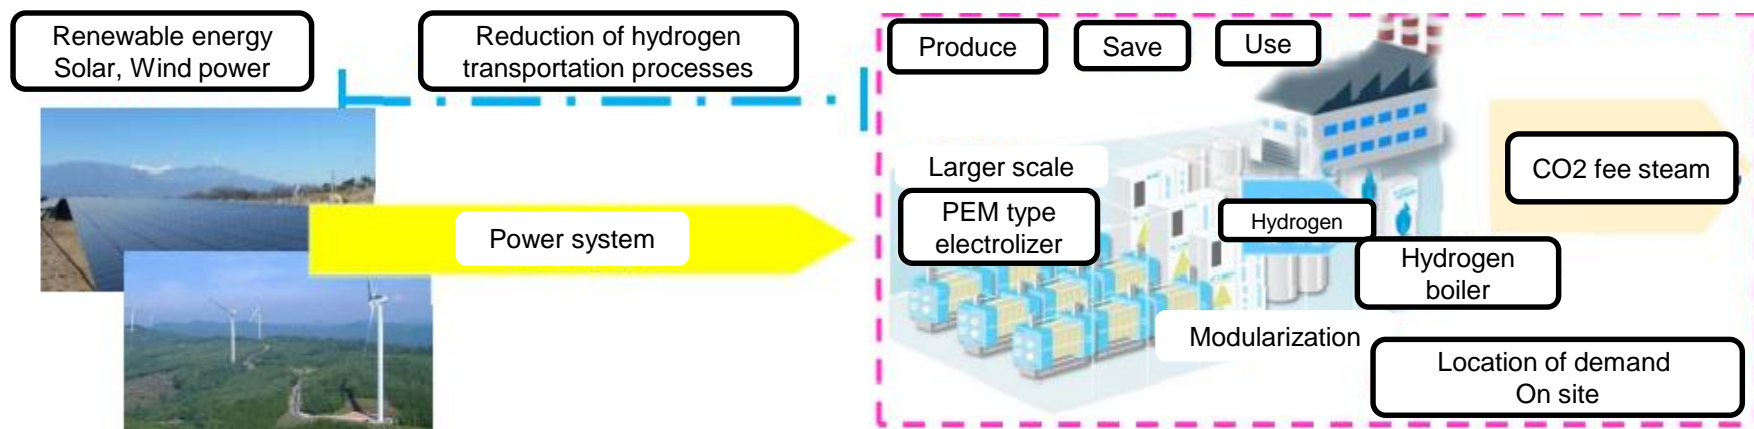 Renewable energy
Solar, Wind power
Reduction of hydrogen
transportation processes
Produce
Save
Use
Larger scale
PEM type
electrolizer
Power system
Hydrogen
Hydrogen
boiler
CO2 fee steam
Modularization
Location of demand
On site